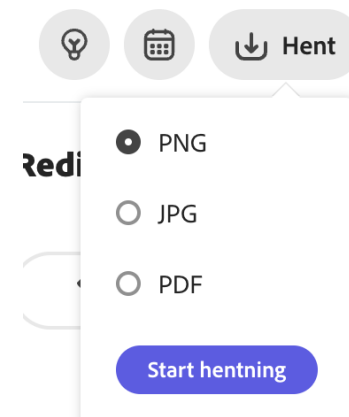 Hent
PNG
Redi
JPG
PDF
Start hentning